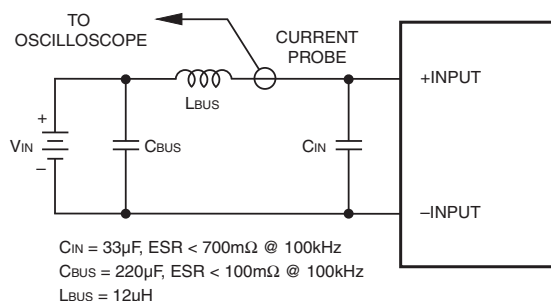 TO
OSCILLOSCOPE
CURRENT
PROBE
+INPUT
LBUS
+
VIN
−
CBUS
CIN
−INPUT
CIN = 33µF, ESR < 700mΩ @ 100kHz
CBUS = 220µF, ESR < 100mΩ @ 100kHz
LBUS = 12µH